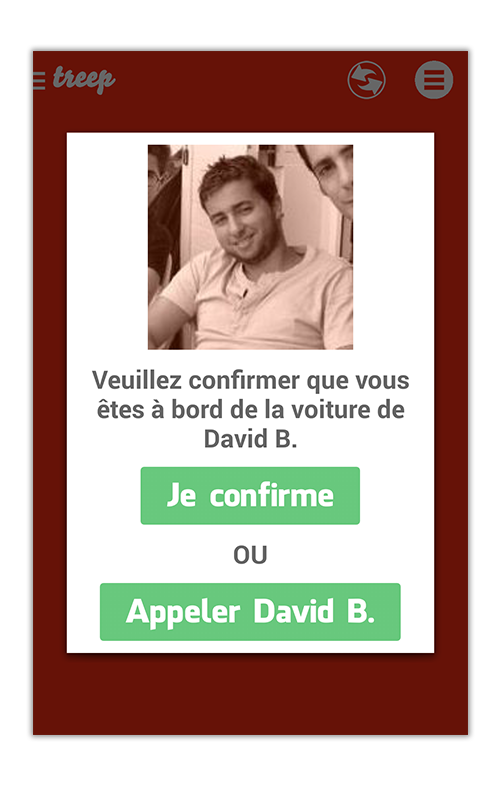 treep
Veuillez confirmer que vous
êtes à bord de la voiture de
David B.
Je confirme
OU
Appeler David B.